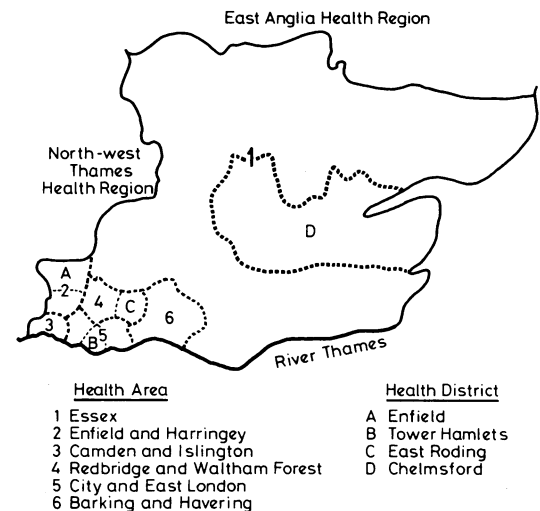 East Anglia Health Region
North-west
Thames
Health Region
1
D
A
2
4
C
3
5
B
6
River Thames
Health Area
1 Essex
2 Enfield and Harringey
3 Camden and Islington
4 Redbridge and Waltham Forest
5 City and East London
6 Barking and Havering
Health District
A Enfield
B Tower Hamlets
C East Roding
D Chelmsford